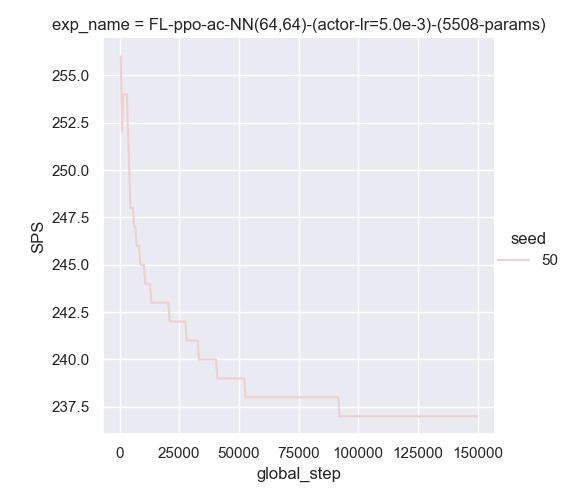 exp_name = FL-ppo-ac-NN(64,64)-(actor-lr=5.0e-3)-(5508-params)
255.0
252.5
250.0
247.5
245.0
242.5
240.0
237.5
SPS
seed
50
0 25000 50000 75000 100000 125000 150000
global_step